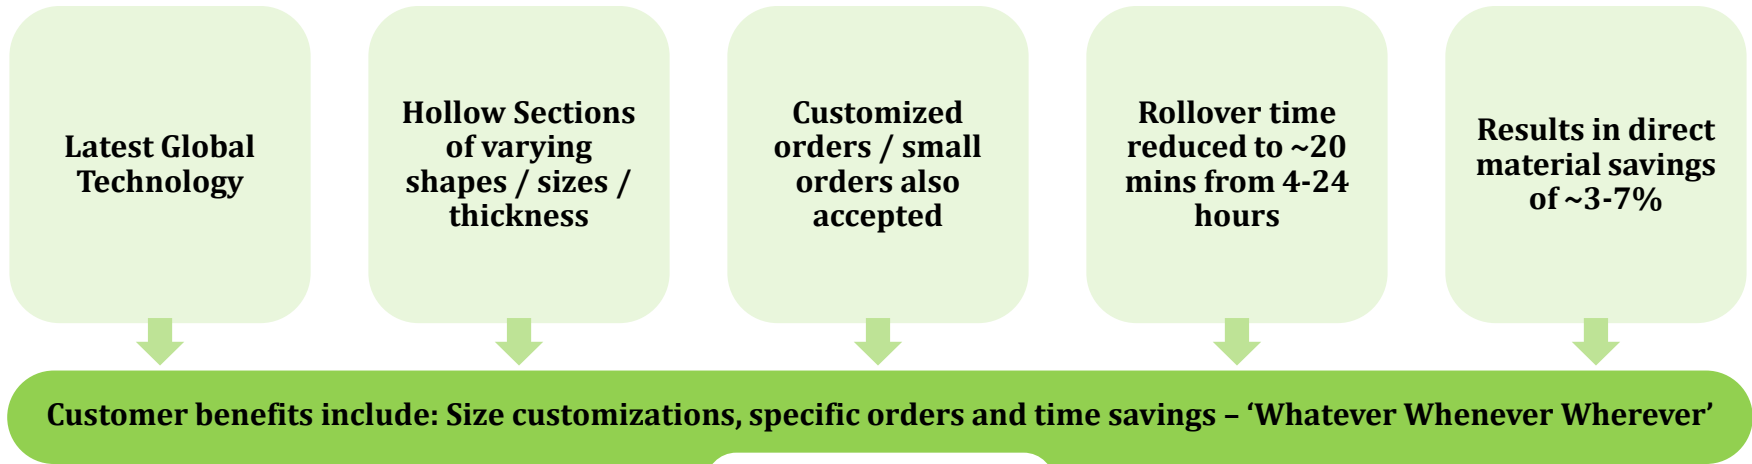 Latest Global
Technology
Hollow Sections
of varying
shapes / sizes /
thickness
Customized
orders / small
orders also
accepted
Rollover time
reduced to ~20
mins from 4-24
hours
Results in direct
material savings
of ~3-7%
Customer benefits include: Size customizations, specific orders and time savings – ‘Whatever Whenever Wherever’